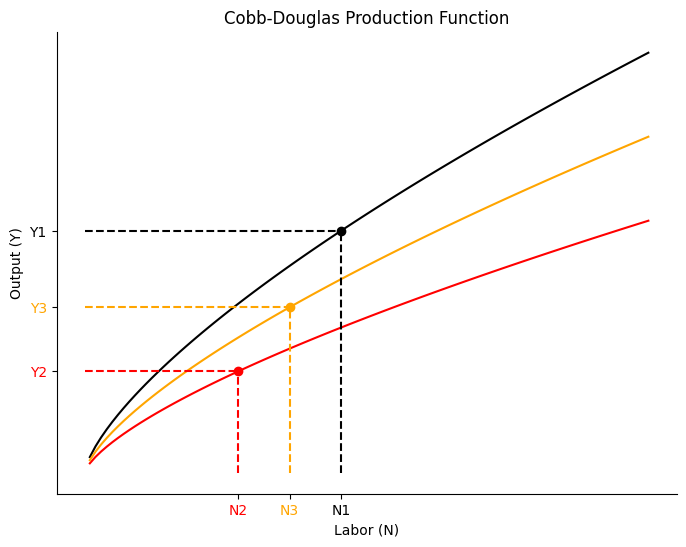 Cobb-Douglas Production Function
Output (Y)
Y1
Y3
Y2
N2
N3
N1
Labor (N)